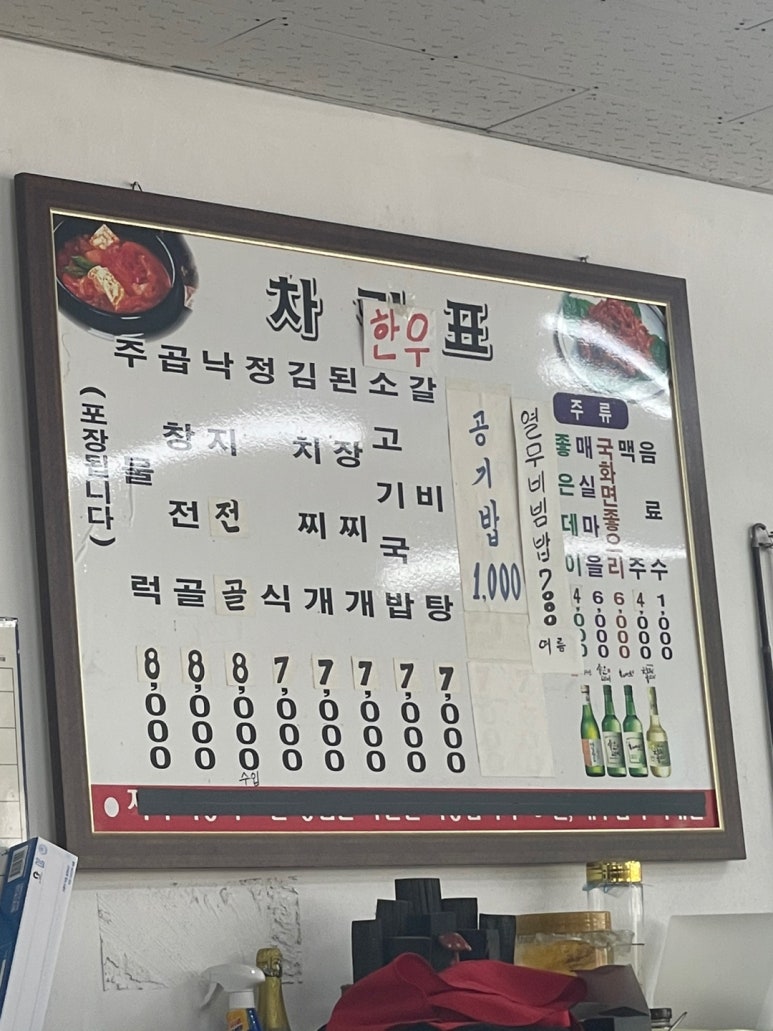 차 표
한우
(포장됩니다)
주물럭 8,000
곱창전골 8,000
낙지전골 8,000
수입
정식 7,000
김치찌개 7,000
된장찌개 7,000
소고기국밥 7,000
갈비탕 7,000
공기밥 1,000
열무비빔밥
여름
주류
좋은데이 4,000
매실마을 6,000
국화면좋으리 6,000
맥주 4,000
음료수 1,000